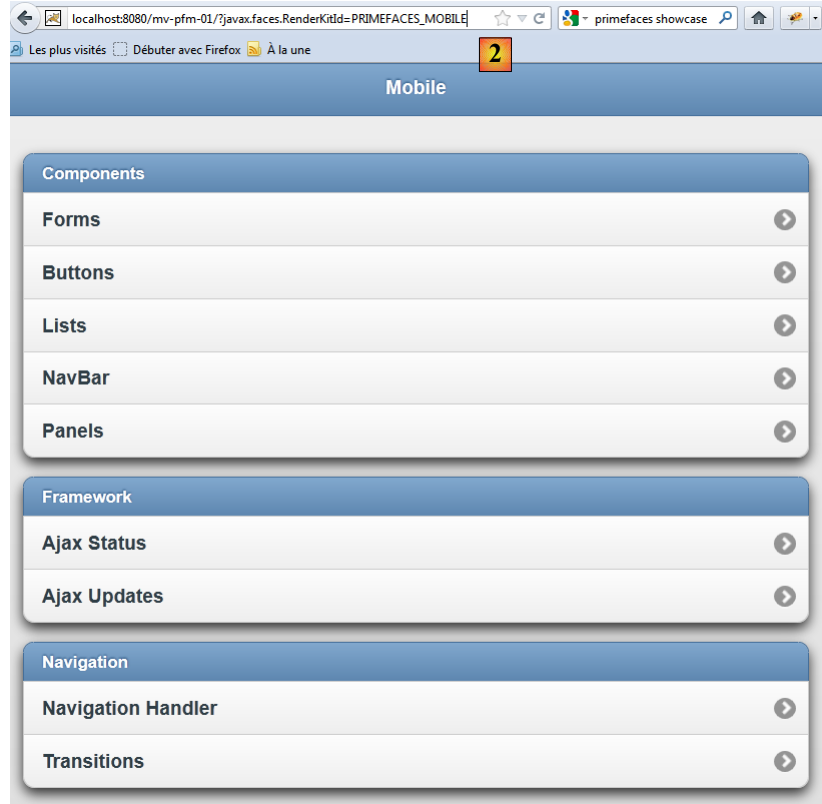 localhost:8080/mv-pfm-01/?javax.faces.RenderKitId=PRIMEFACES_MOBILE primefaces showcase
Les plus visités Débuter avec Firefox À la une
2
Mobile
Components
Forms
Buttons
Lists
NavBar
Panels
Framework
Ajax Status
Ajax Updates
Navigation
Navigation Handler
Transitions